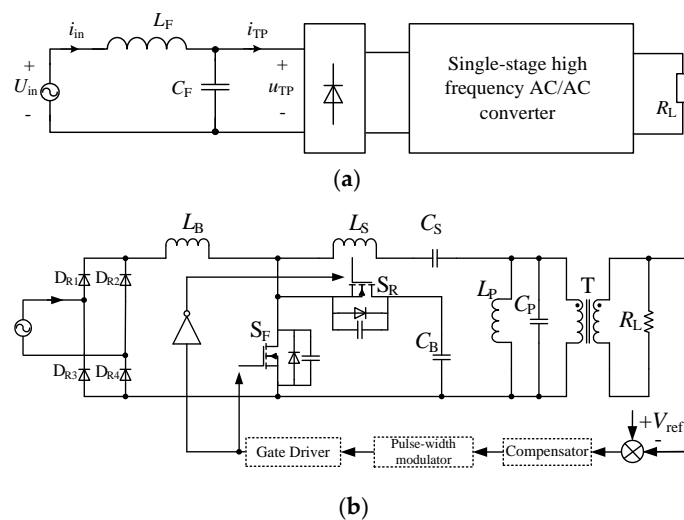 i_in L_F i_TP
+ U_in - C_F + u_TP - Single-stage high frequency AC/AC converter R_L
(a)
L_B L_S C_S
D_R1 D_R2 S_R L_P C_P T R_L
S_F C_B
D_R3 D_R4
+V_ref
-
Gate Driver Pulse-width modulator Compensator
(b)